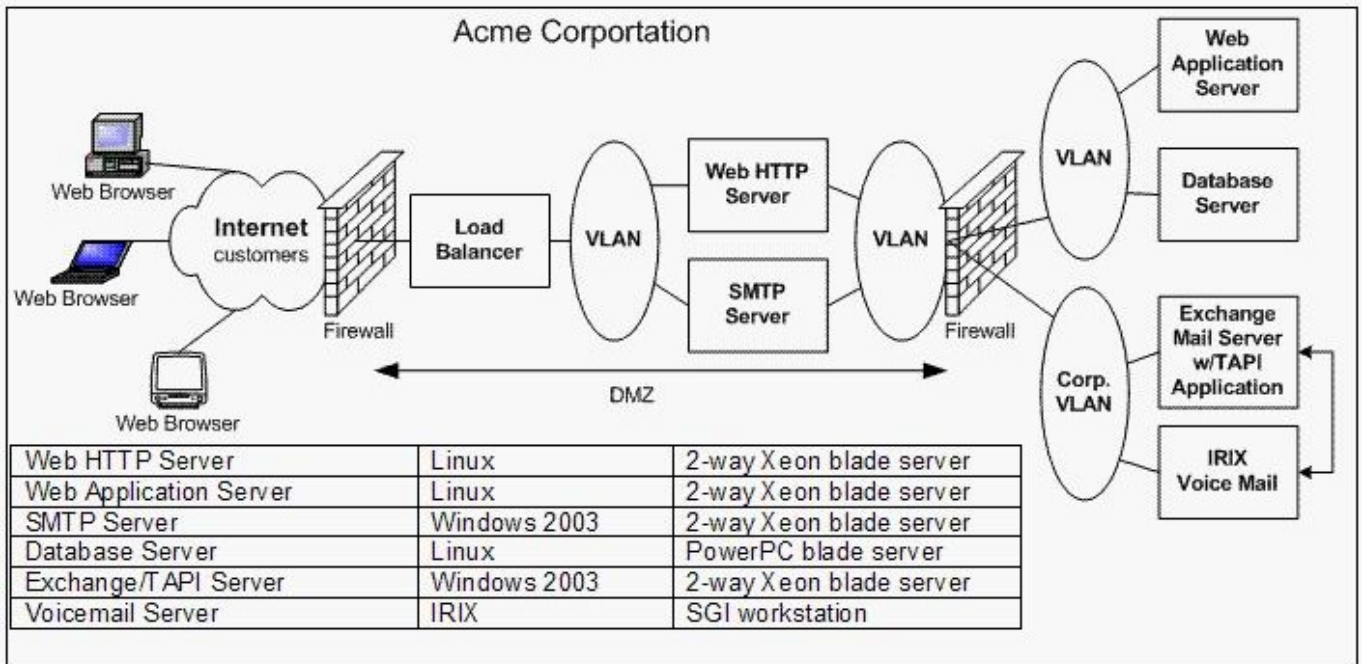 Acme Corportation
Web Browser
Web Browser
Web Browser
Internet
customers
Firewall
Load
Balancer
VLAN
Web HTTP
Server
SMTP
Server
VLAN
Firewall
DMZ
VLAN
Web
Application
Server
Database
Server
Corp.
VLAN
Exchange
Mail Server
w/TAPI
Application
IRIX
Voice Mail
Web HTTP Server Linux 2-way Xeon blade server
Web Application Server Linux 2-way Xeon blade server
SMTP Server Windows 2003 2-way Xeon blade server
Database Server Linux PowerPC blade server
Exchange/TAPI Server Windows 2003 2-way Xeon blade server
Voicemail Server IRIX SGI workstation